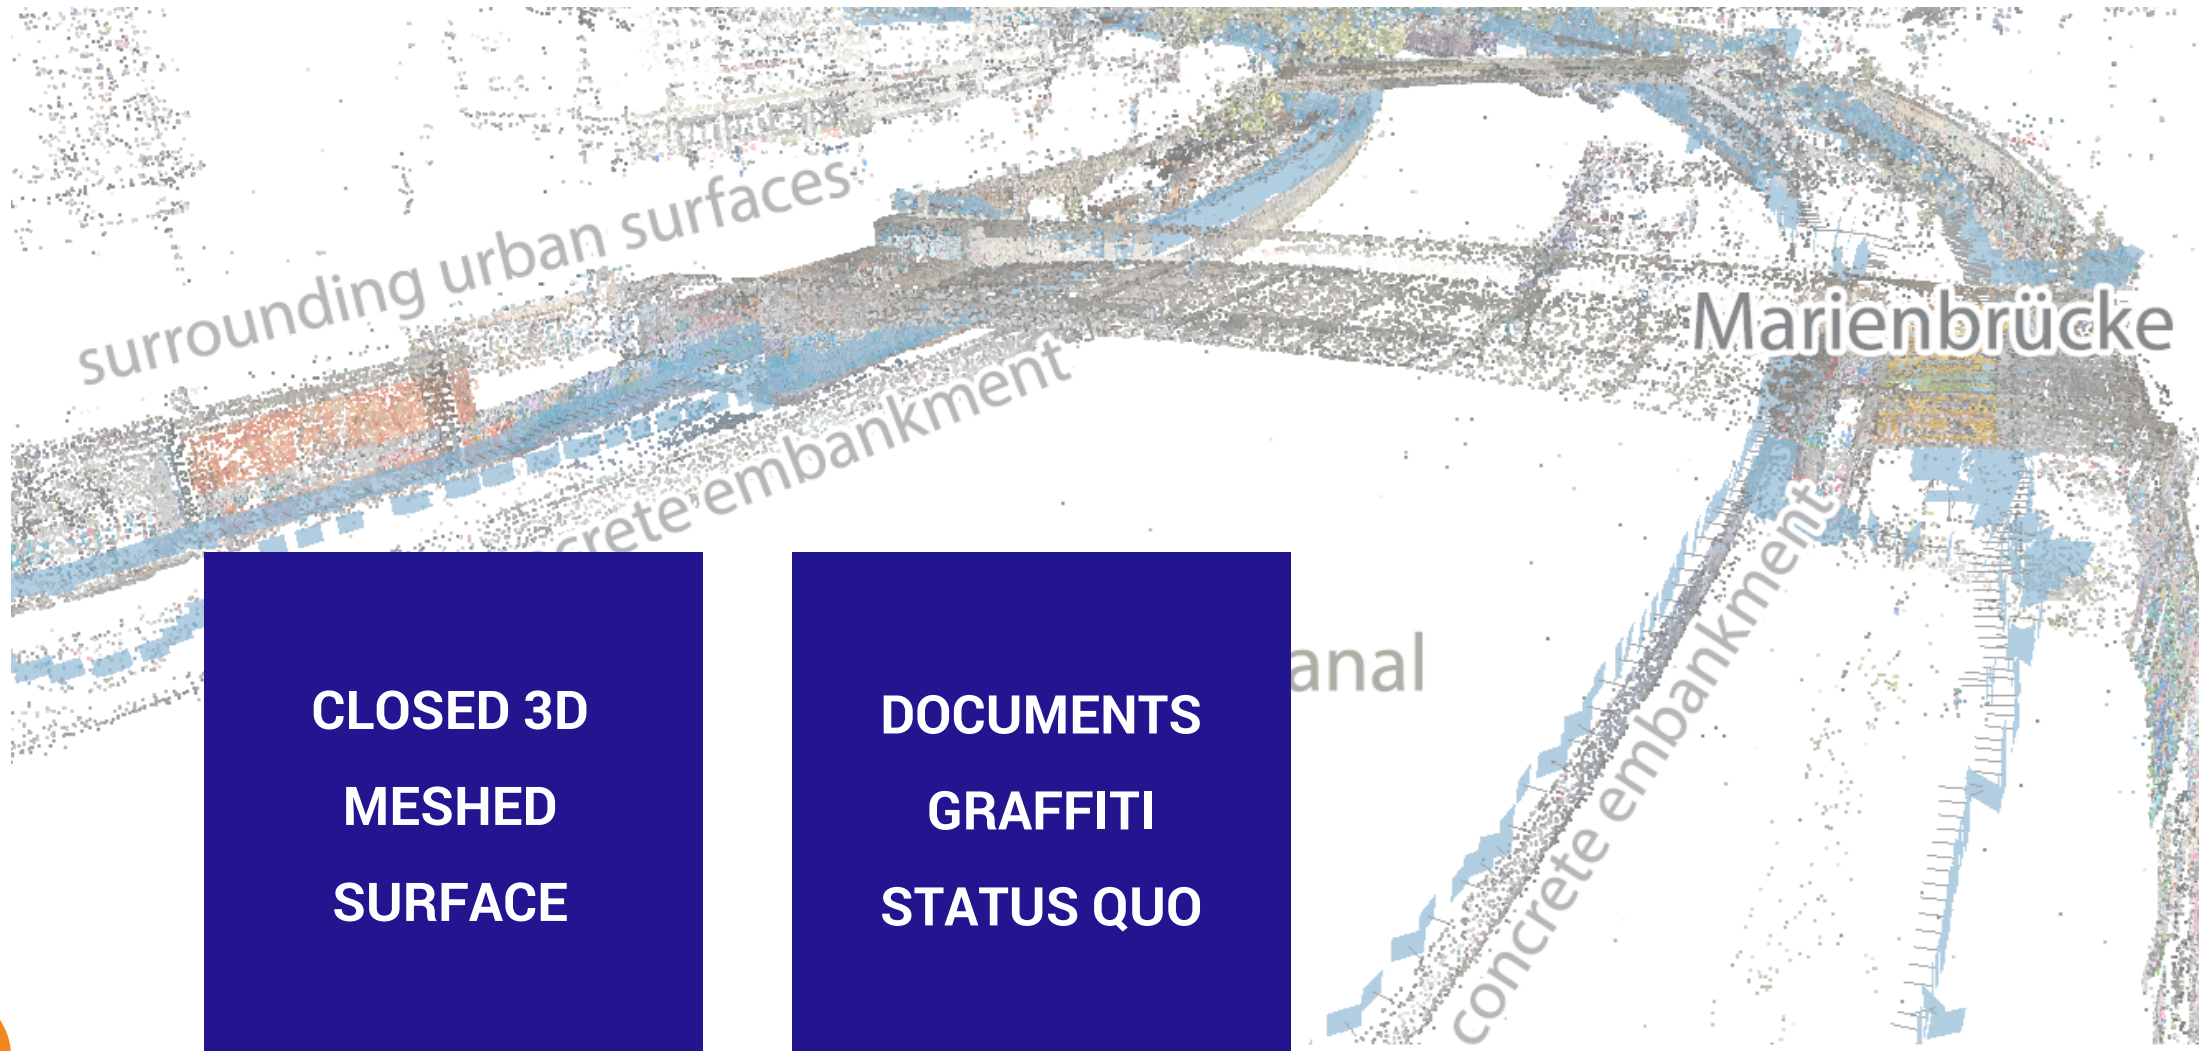 surrounding urban surfaces
Marienbrücke
crete embankment
anal
concrete embankment
CLOSED 3D
MESHED
SURFACE
DOCUMENTS
GRAFFITI
STATUS QUO